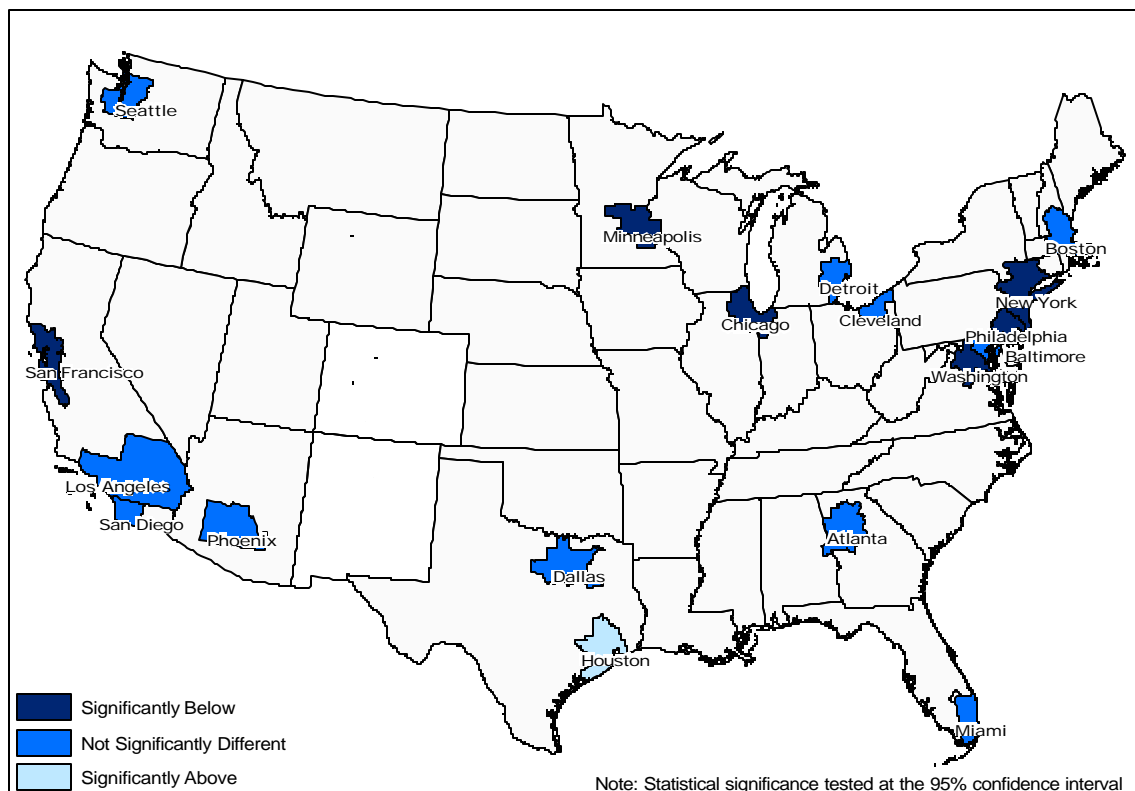 Seattle
Minneapolis
Boston
Detroit
New York
Chicago
Cleveland
Philadelphia
Baltimore
San Francisco
Washington
Los Angeles
San Diego
Phoenix
Atlanta
Dallas
Houston
Miami
Significantly Below
Not Significantly Different
Significantly Above
Note: Statistical significance tested at the 95% confidence interval